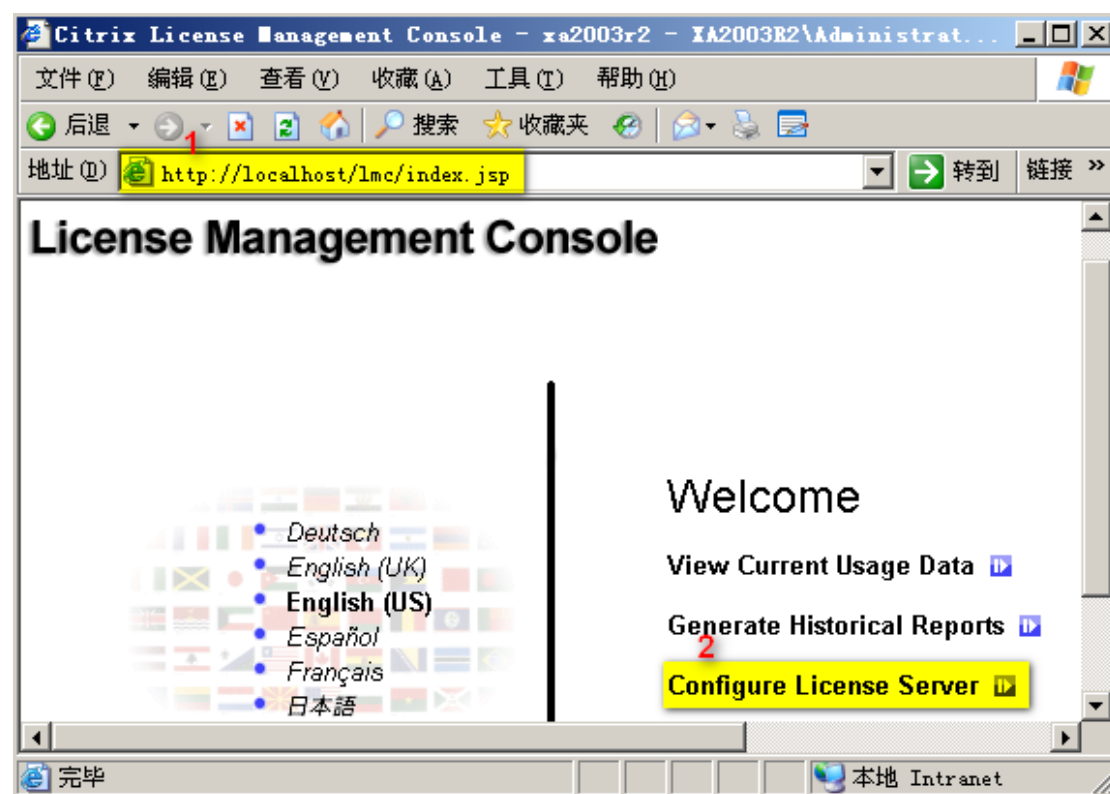 Citrix License Management Console - xa2003r2 - XA2003R2\Administrat...
文件(F) 编辑(E) 查看(V) 收藏(A) 工具(T) 帮助(H)
后退 搜索 收藏夹
1
地址(D) http://localhost/lmc/index.jsp 转到 链接 »
License Management Console
Deutsch
English (UK)
English (US)
Español
Français
日本語
Welcome
View Current Usage Data
Generate Historical Reports
2
Configure License Server
完毕 本地 Intranet